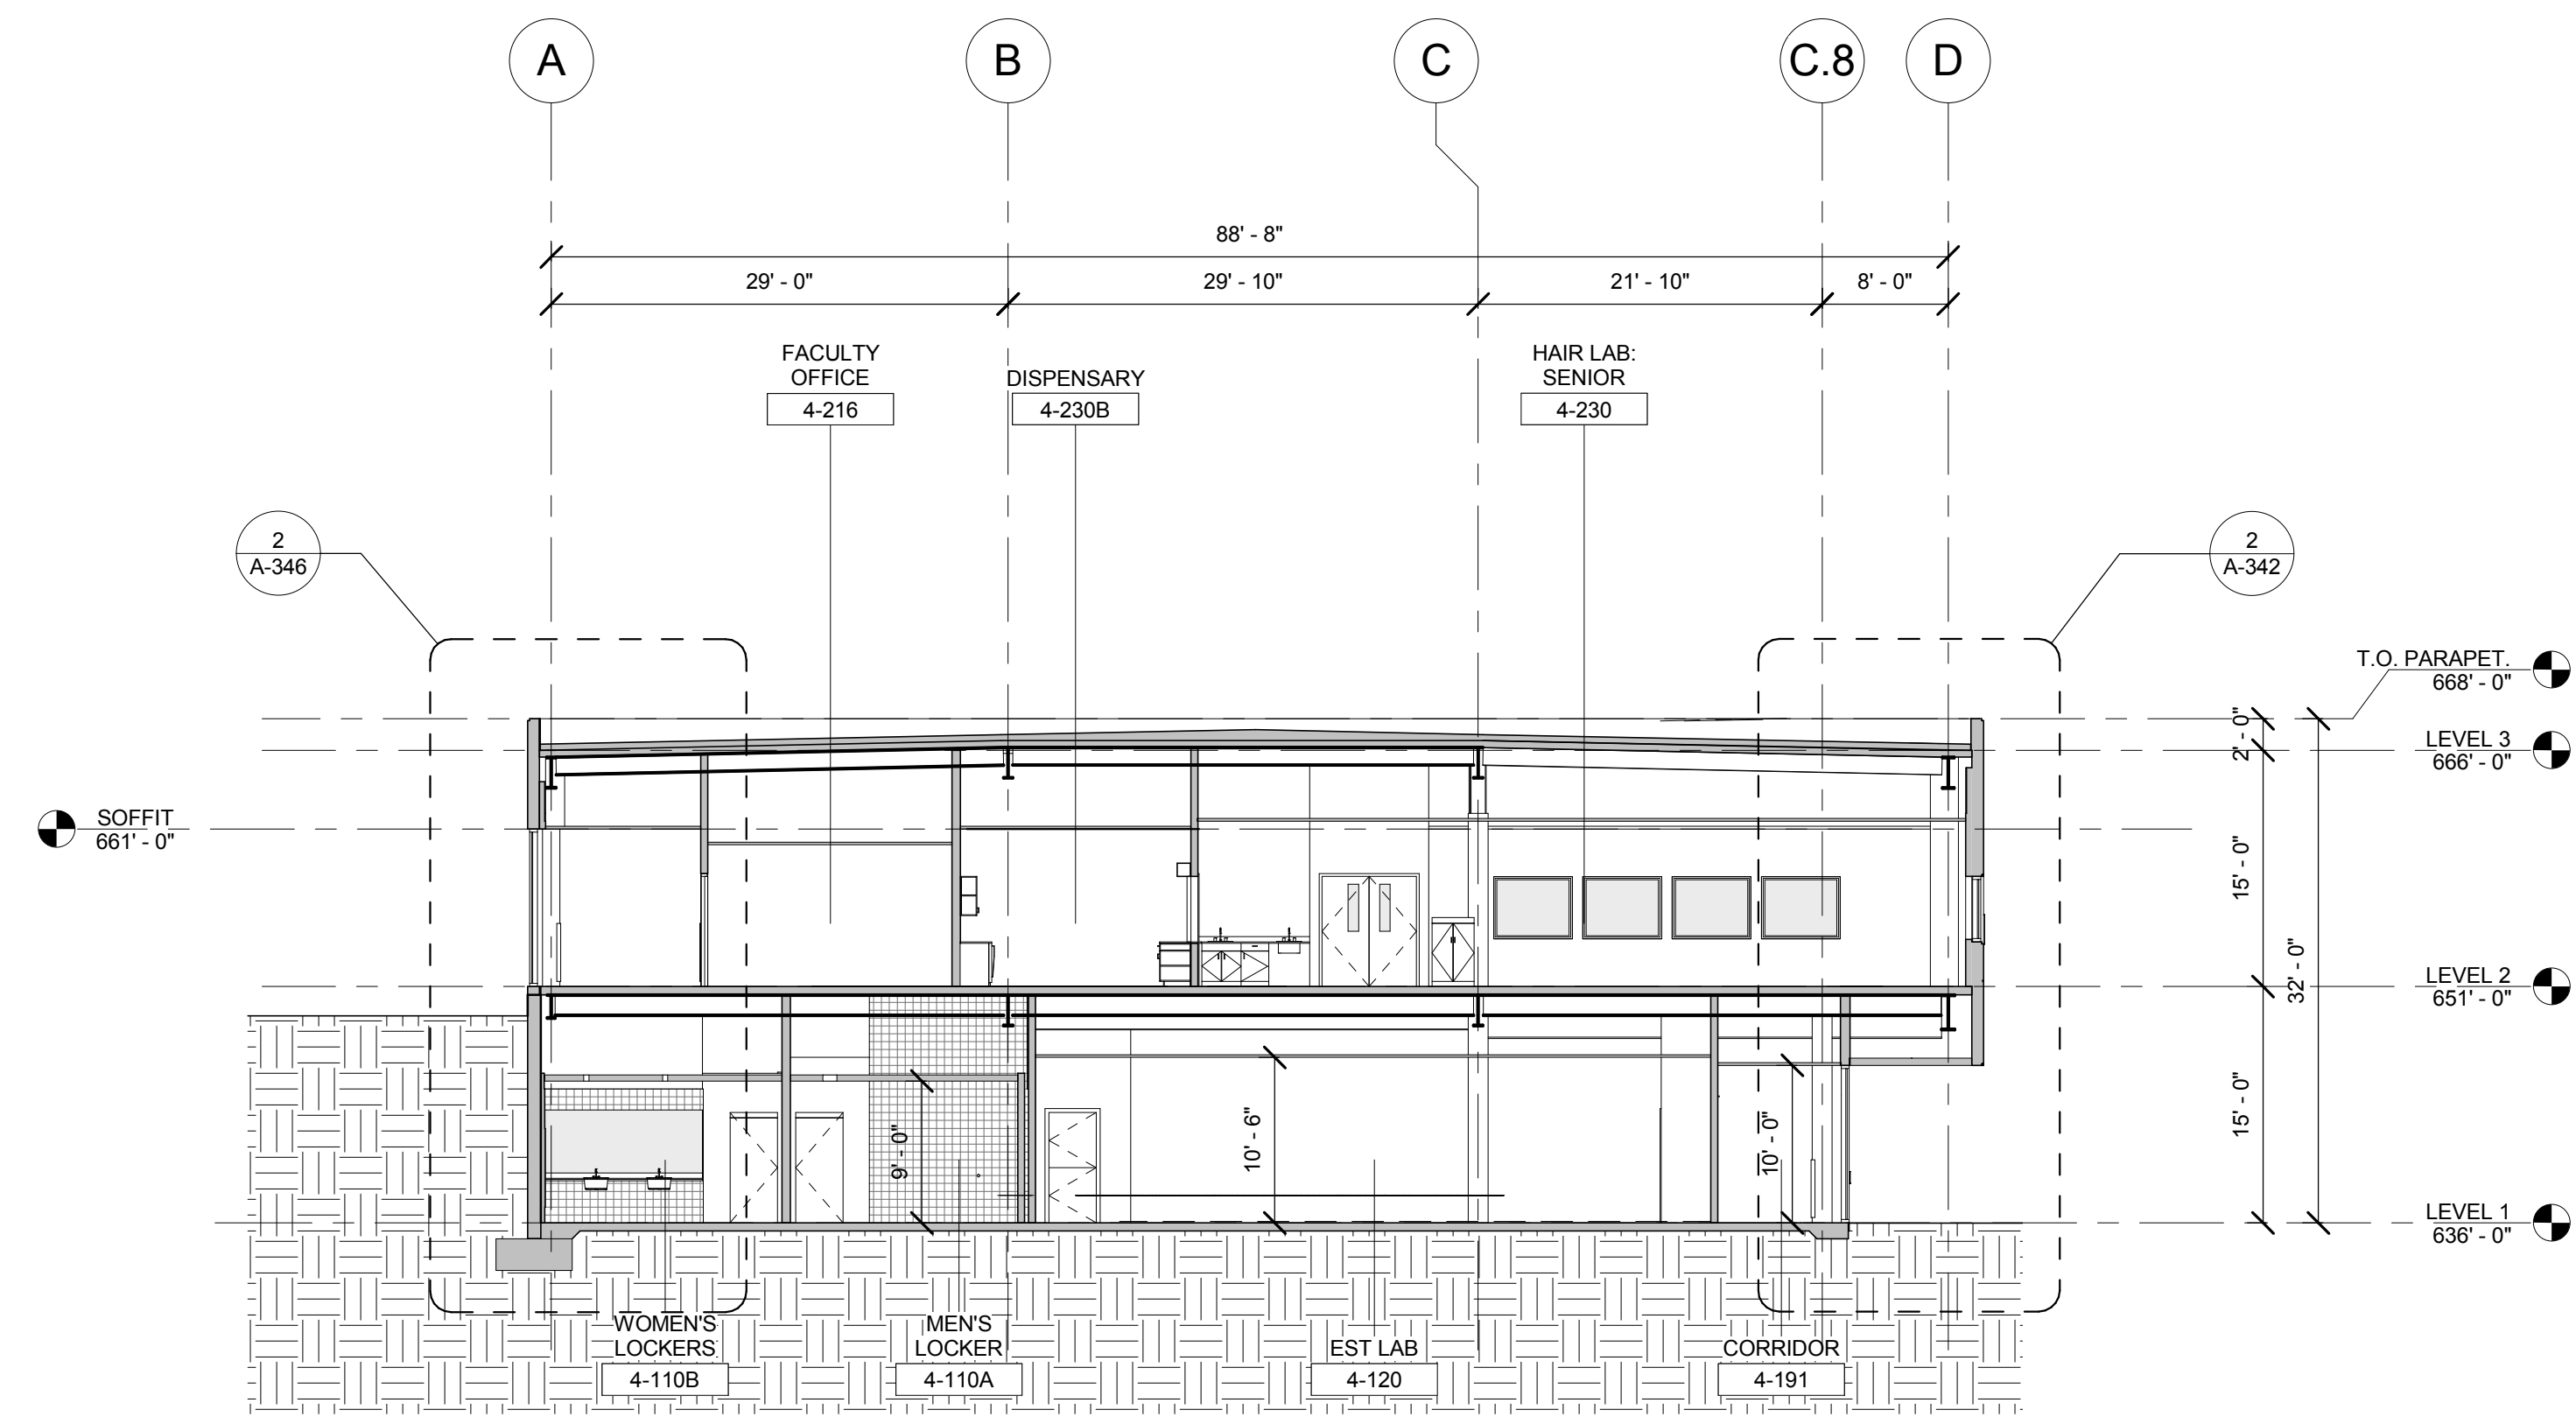 A
B
C
C.8
D
88' - 8"
29' - 0"
29' - 10"
21' - 10"
8' - 0"
FACULTY
OFFICE
4-216
DISPENSARY
4-230B
HAIR LAB:
SENIOR
4-230
2
A-346
2
A-342
T.O. PARAPET.
668' - 0"
2' - 0"
LEVEL 3
666' - 0"
SOFFIT
661' - 0"
15' - 0"
32' - 0"
LEVEL 2
651' - 0"
15' - 0"
9' - 0"
10' - 6"
10' - 0"
LEVEL 1
636' - 0"
WOMEN'S
LOCKERS
4-110B
MEN'S
LOCKER
4-110A
EST LAB
4-120
CORRIDOR
4-191